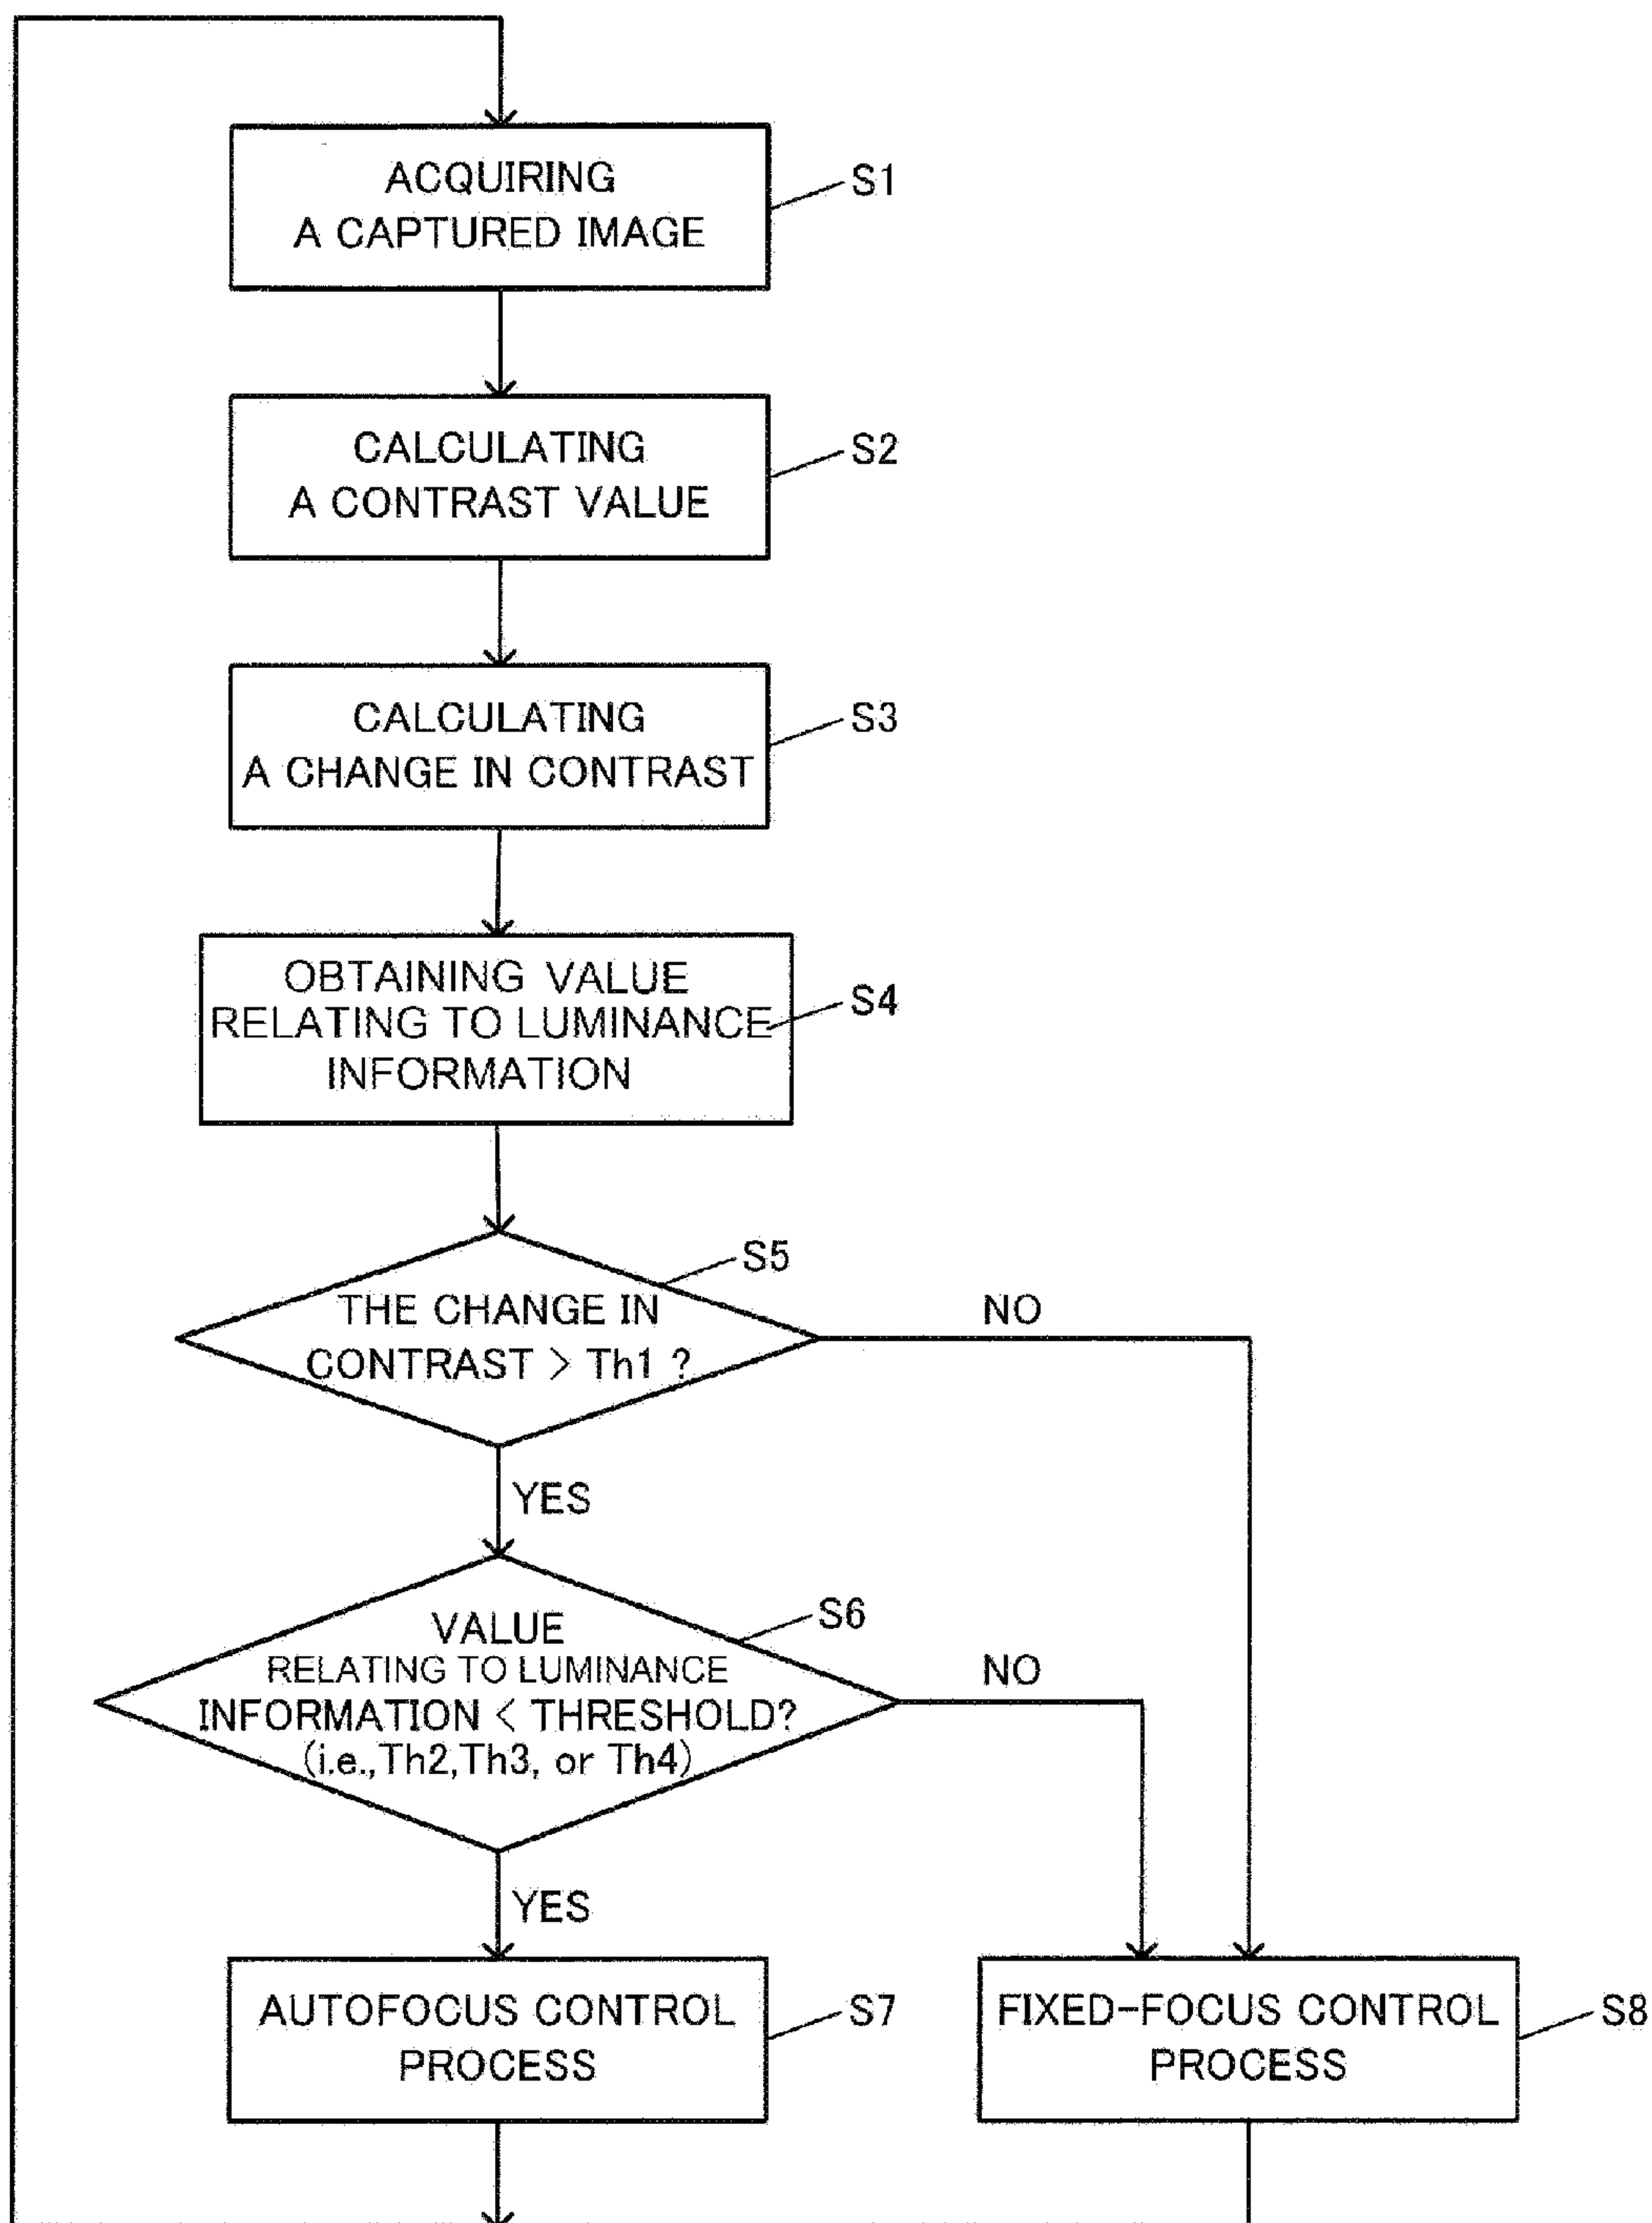 ACQUIRING
A CAPTURED IMAGE
S1
CALCULATING
A CONTRAST VALUE
S2
CALCULATING
A CHANGE IN CONTRAST
S3
OBTAINING VALUE
RELATING TO LUMINANCE
INFORMATION
S4
S5
THE CHANGE IN
CONTRAST > Th1 ?
NO
YES
S6
VALUE
RELATING TO LUMINANCE
INFORMATION < THRESHOLD?
(i.e.,Th2,Th3, or Th4)
NO
YES
AUTOFOCUS CONTROL
PROCESS
S7
FIXED-FOCUS CONTROL
PROCESS
S8